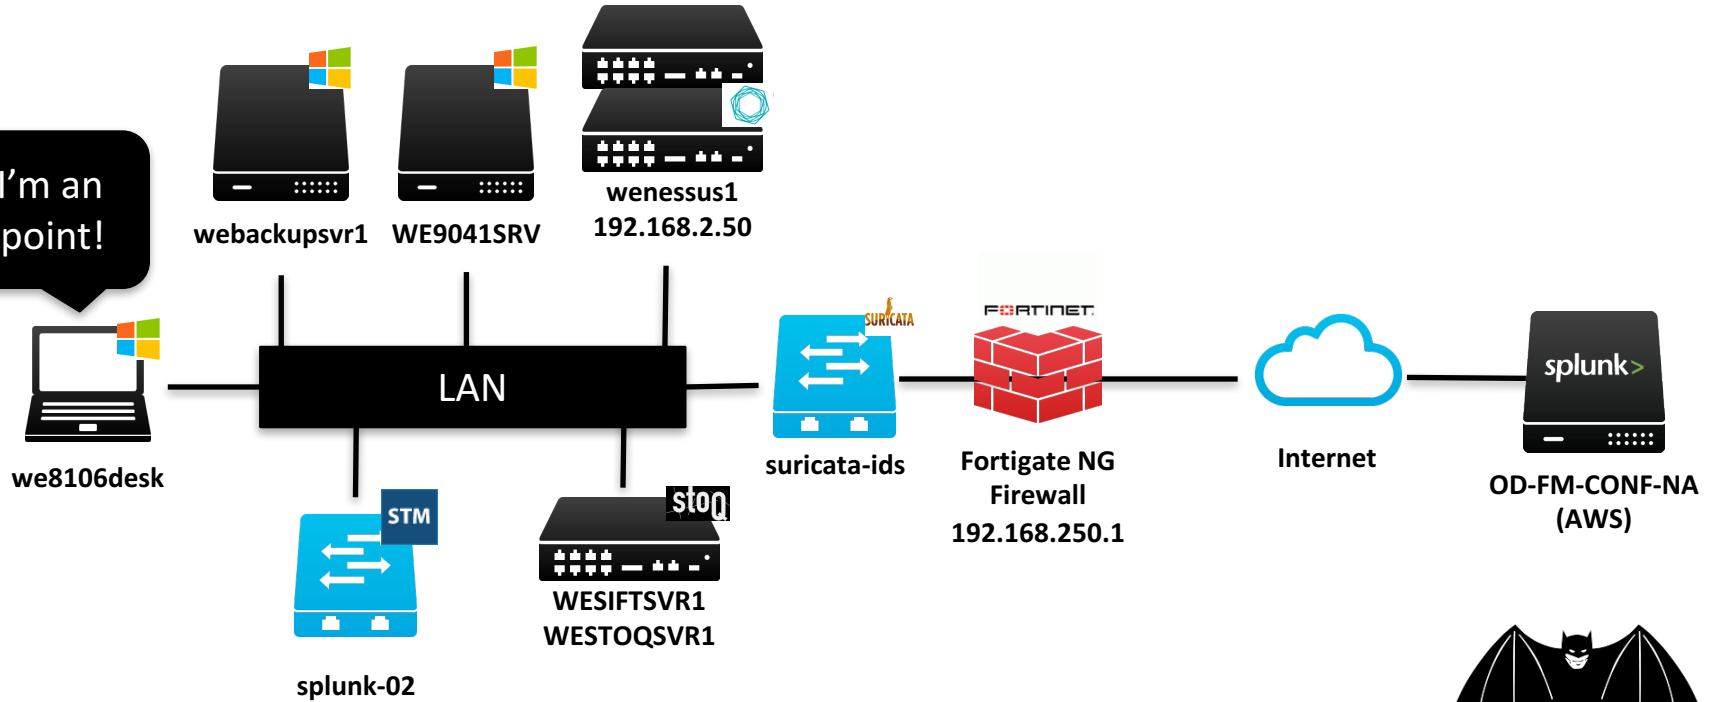 I'm an
point!
webackupsvr1
WE9041SRV
wenessus1
192.168.2.50
we8106desk
LAN
STM
splunk-02
stoQ
WESIFTSVR1
WESTOQSVR1
SURICATA
suricata-ids
FORTINET
Fortigate NG
Firewall
192.168.250.1
Internet
splunk>
OD-FM-CONF-NA
(AWS)